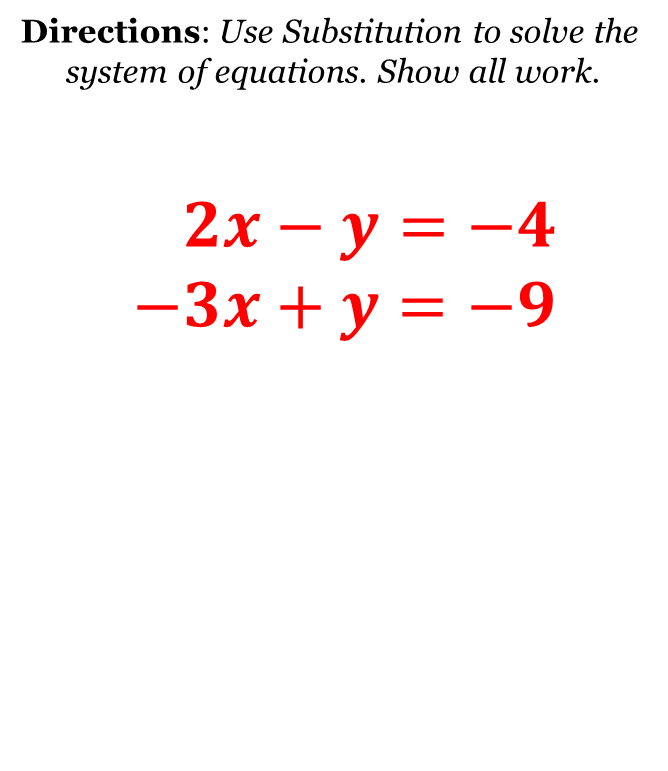 Directions: Use Substitution to solve the
system of equations. Show all work.
2x − y = −4
−3x + y = −9